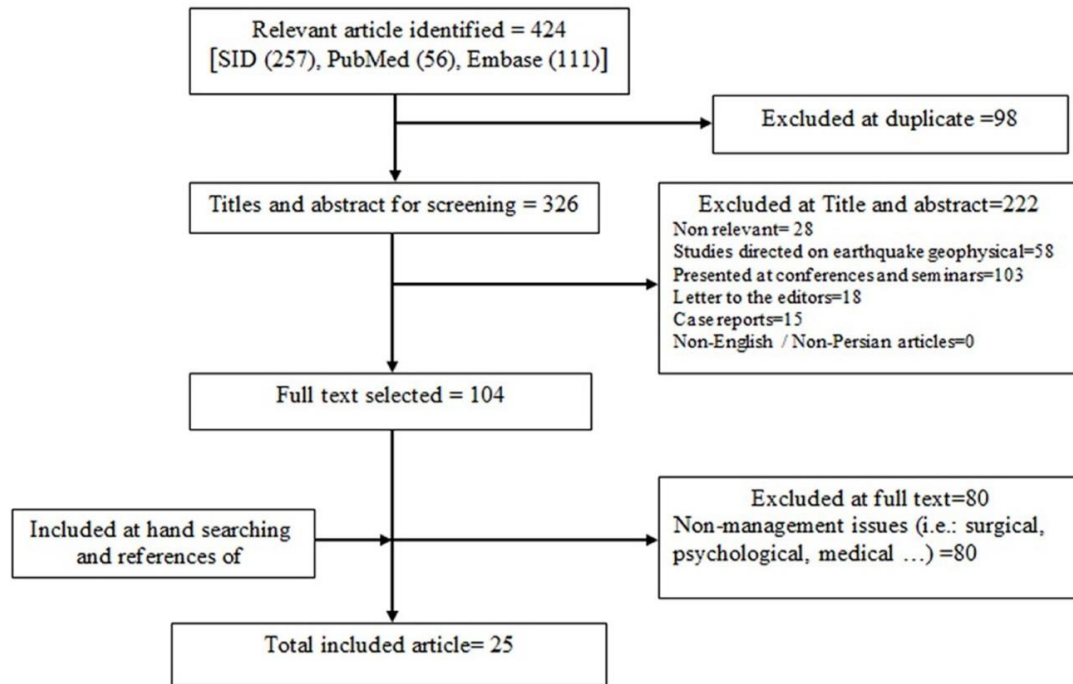 Relevant article identified = 424
[SID (257), PubMed (56), Embase (111)]
Excluded at duplicate =98
Titles and abstract for screening = 326
Excluded at Title and abstract=222
Non relevant= 28
Studies directed on earthquake geophysical=58
Presented at conferences and seminars=103
Letter to the editors=18
Case reports=15
Non-English / Non-Persian articles=0
Full text selected = 104
Excluded at full text=80
Non-management issues (i.e.: surgical,
psychological, medical …) =80
Included at hand searching
and references of
Total included article= 25